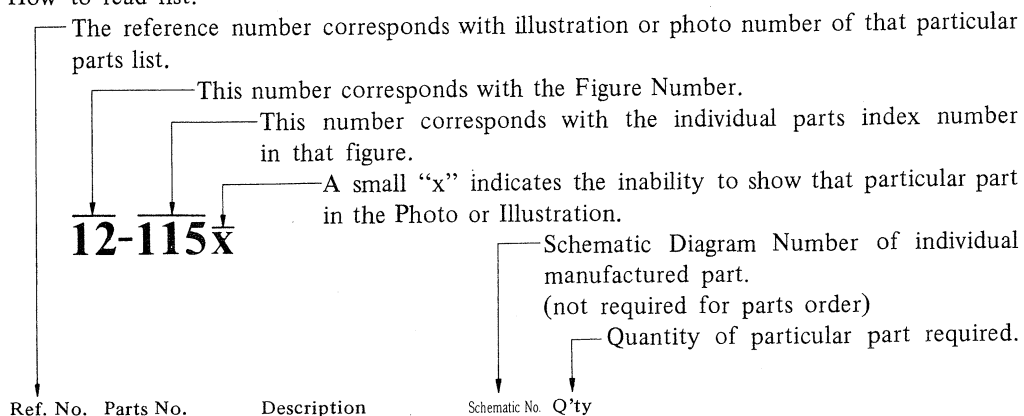 How to read list.
The reference number corresponds with illustration or photo number of that particular
parts list.
This number corresponds with the Figure Number.
This number corresponds with the individual parts index number
in that figure.
A small “x” indicates the inability to show that particular part
in the Photo or Illustration.
12-115x
Schematic Diagram Number of individual
manufactured part.
(not required for parts order)
Quantity of particular part required.
Ref. No. Parts No. Description Schematic No. Q'ty